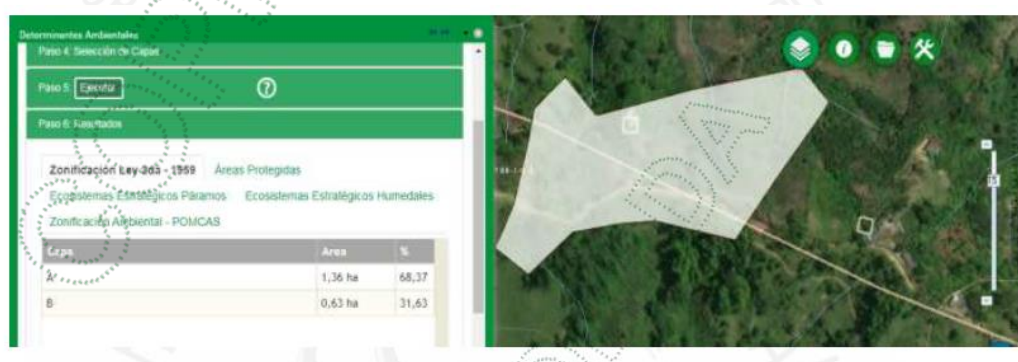 Determinantes Ambientales
Paso 4: Selección de Capas
Paso 5: Ejecutar ?
Paso 6: Resultados
Zonificación Ley 2da - 1959 Áreas Protegidas
Ecosistemas Estratégicos Páramos Ecosistemas Estratégicos Humedales
Zonificación Ambiental - POMCAS
Capa Area %
A 1,36 ha 68,37
B 0,63 ha 31,63